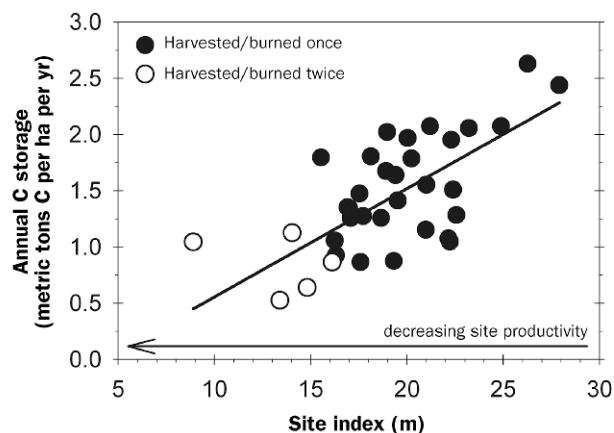 3.0
Harvested/burned once
Harvested/burned twice
2.5
2.0
1.5
1.0
0.5
0.0
Annual C storage
(metric tons C per ha per yr)
decreasing site productivity
5 10 15 20 25 30
Site index (m)